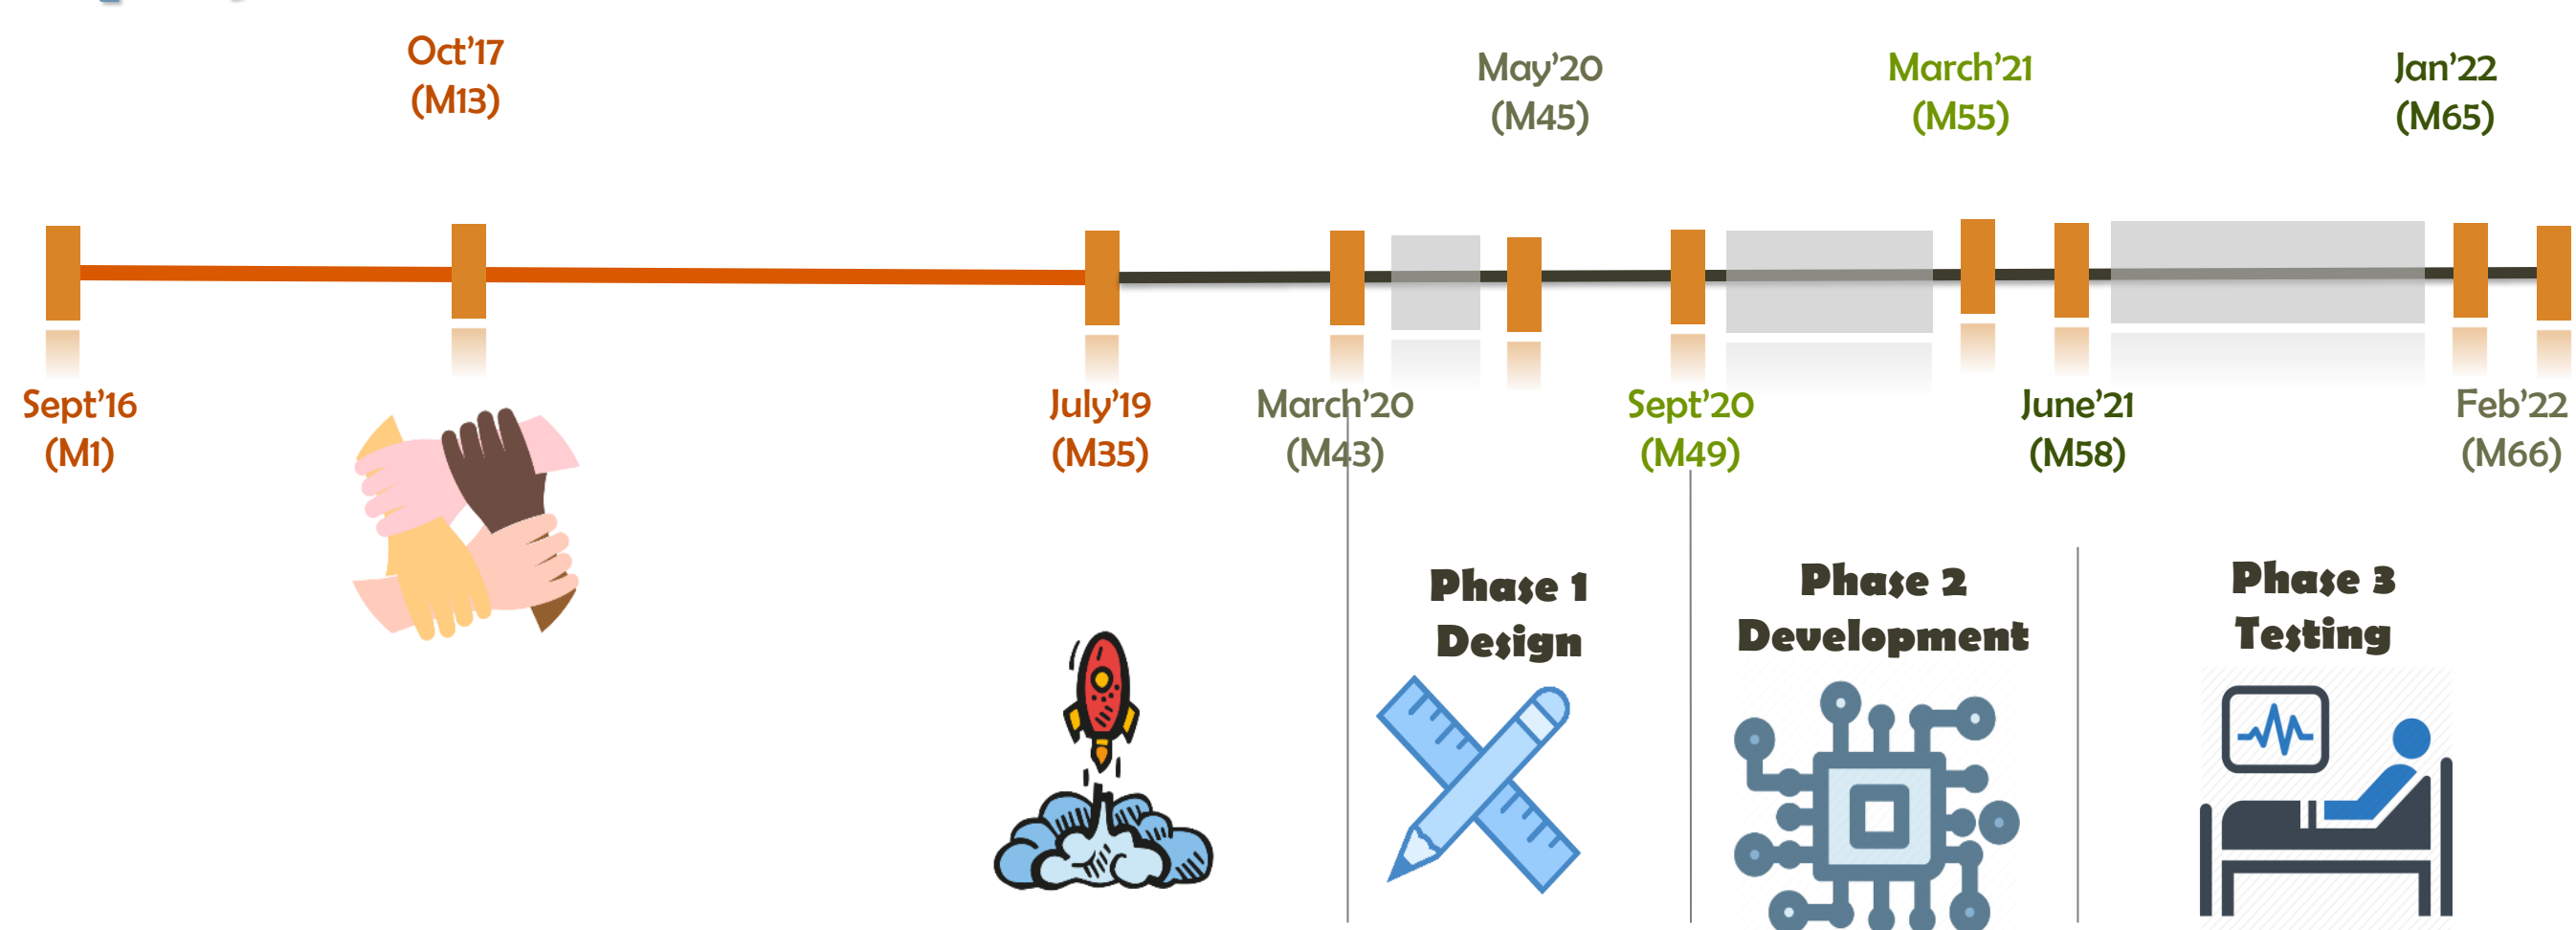 Oct'17
(M13)
May'20
(M45)
March'21
(M55)
Jan'22
(M65)
Sept'16
(M1)
July'19
(M35)
March'20
(M43)
Sept'20
(M49)
June'21
(M58)
Feb'22
(M66)
Phase 1
Design
Phase 2
Development
Phase 3
Testing